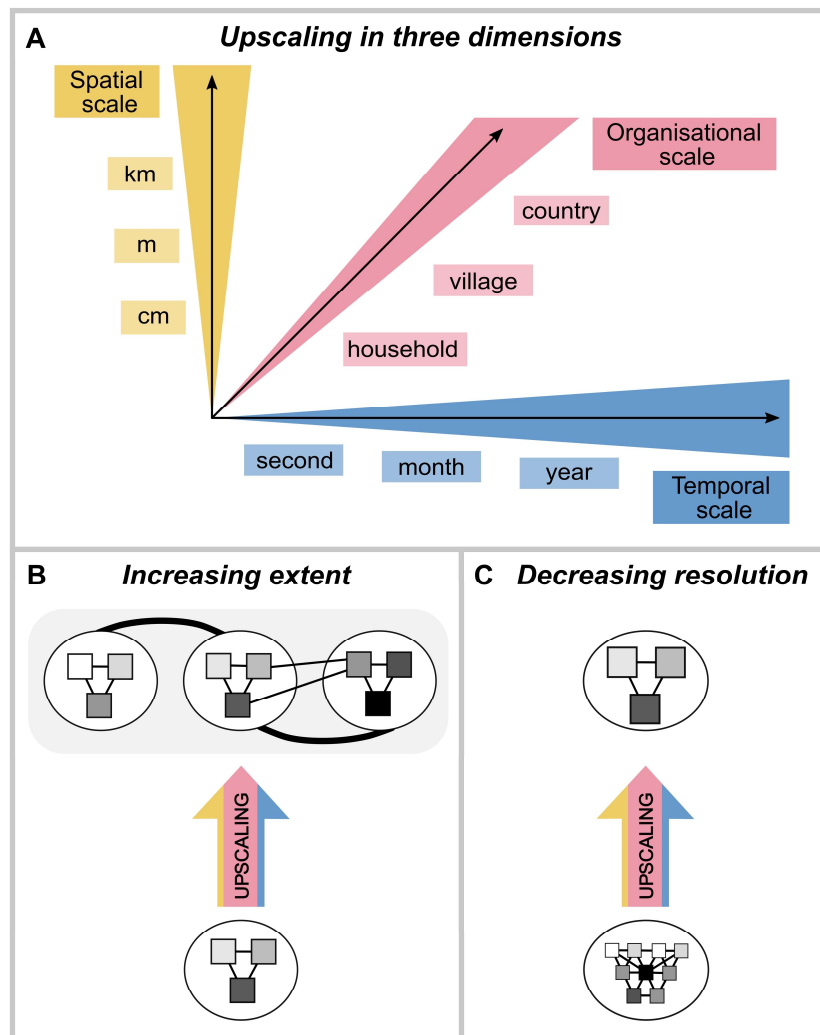 A
Upscaling in three dimensions
Spatial
scale
km
m
cm
Organisational
scale
country
village
household
second
month
year
Temporal
scale
B
Increasing extent
UPSCALING
C
Decreasing resolution
UPSCALING